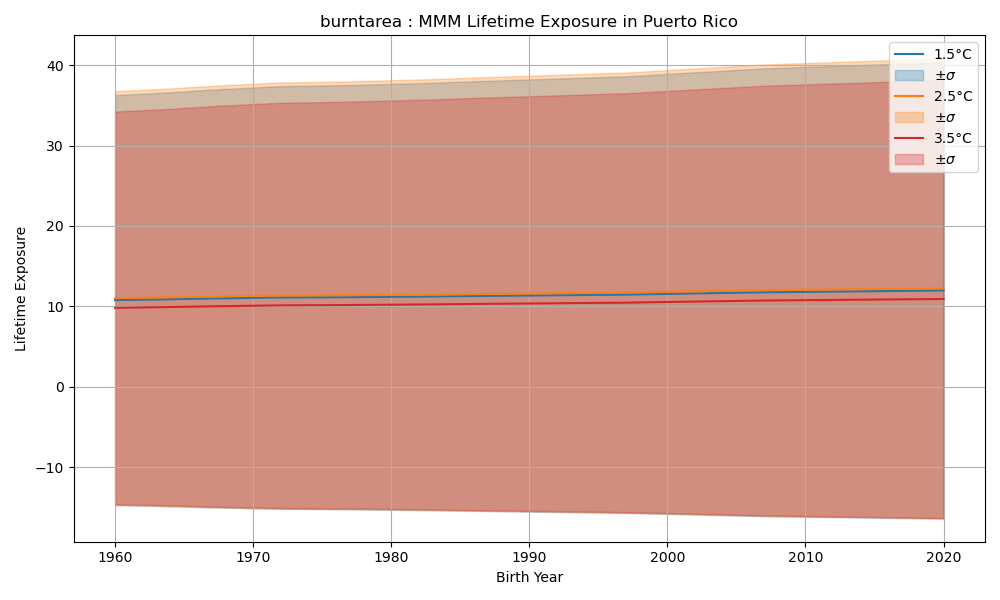 burntarea : MMM Lifetime Exposure in Puerto Rico
40
30
20
10
0
−10
Lifetime Exposure
1.5°C
±σ
2.5°C
±σ
3.5°C
±σ
1960 1970 1980 1990 2000 2010 2020
Birth Year